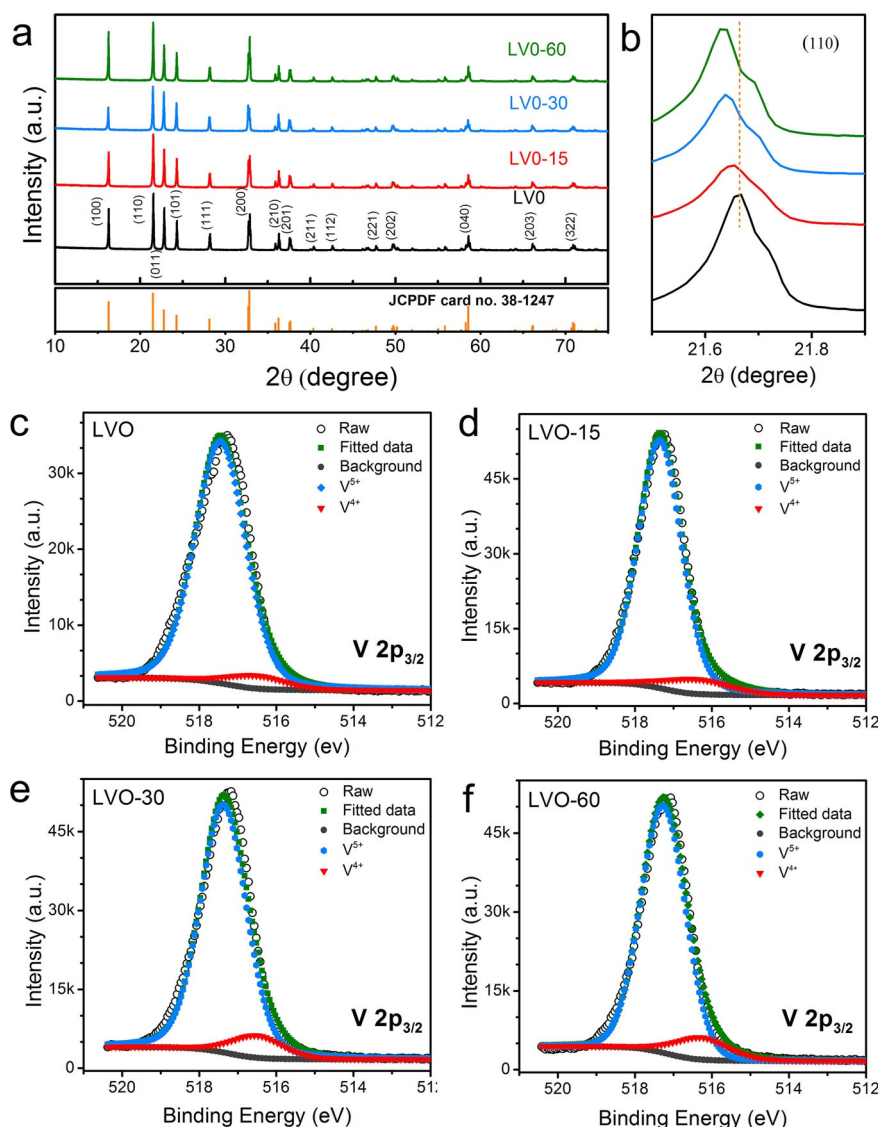 a
Intensity (a.u.)
LV0-60
LV0-30
LV0-15
LV0
(100)
(110)
(011)
(101)
(111)
(200)
(210)
(201)
(211)
(112)
(221)
(202)
(040)
(203)
(322)
JCPDF card no. 38-1247
10 20 30 40 50 60 70
2θ (degree)
b
(110)
Intensity (a.u.)
21.6 21.8
2θ (degree)
c
LVO
Raw
Fitted data
Background
V5+
V4+
30k
20k
10k
0
Intensity (a.u.)
V 2p3/2
520 518 516 514 512
Binding Energy (ev)
d
LVO-15
Raw
Fitted data
Background
V5+
V4+
45k
30k
15k
0
Intensity (a.u.)
V 2p3/2
520 518 516 514 512
Binding Energy (eV)
e
LVO-30
Raw
Fitted data
Background
V5+
V4+
45k
30k
15k
0
Intensity (a.u.)
V 2p3/2
520 518 516 514 512
Binding Energy (eV)
f
LVO-60
Raw
Fitted data
Background
V5+
V4+
45k
30k
15k
0
Intensity (a.u.)
V 2p3/2
520 518 516 514 512
Binding Energy (eV)